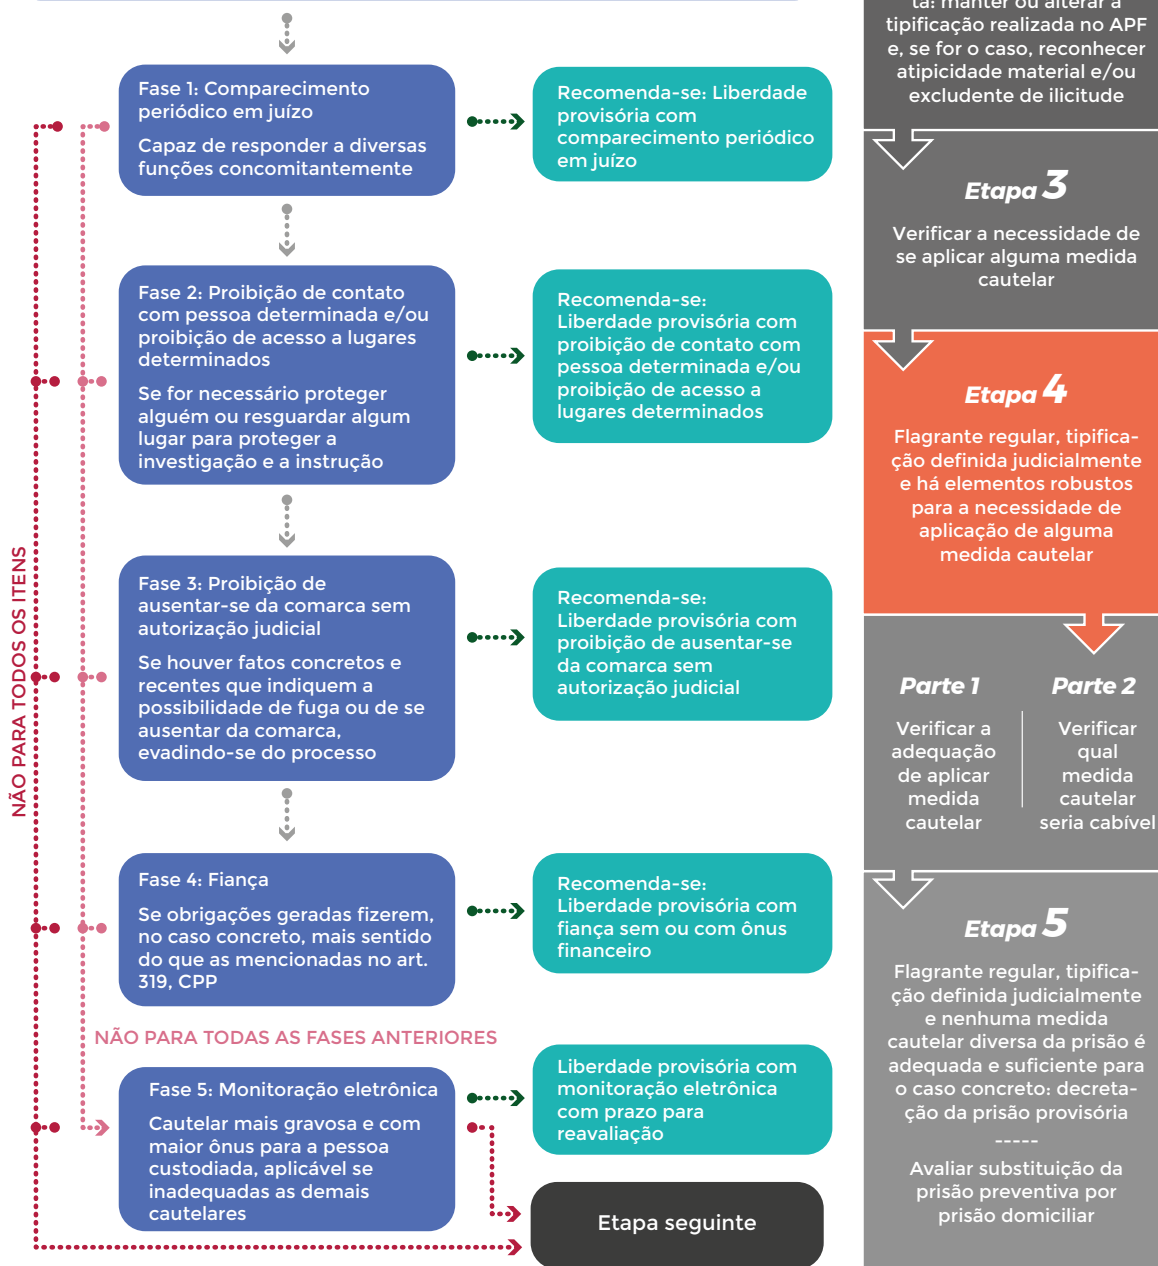 Fase 1: Comparecimento
periódico em juízo
Capaz de responder a diversas
funções concomitantemente
Recomenda-se: Liberdade
provisória com
comparecimento periódico
em juízo
Fase 2: Proibição de contato
com pessoa determinada e/ou
proibição de acesso a lugares
determinados
Se for necessário proteger
alguém ou resguardar algum
lugar para proteger a
investigação e a instrução
Recomenda-se:
Liberdade provisória com
proibição de contato com
pessoa determinada e/ou
proibição de acesso a
lugares determinados
Fase 3: Proibição de
ausentar-se da comarca sem
autorização judicial
Se houver fatos concretos e
recentes que indiquem a
possibilidade de fuga ou de se
ausentar da comarca,
evadindo-se do processo
Recomenda-se:
Liberdade provisória com
proibição de ausentar-se
da comarca sem
autorização judicial
NÃO PARA TODOS OS ITENS
Fase 4: Fiança
Se obrigações geradas fizerem,
no caso concreto, mais sentido
do que as mencionadas no art.
319, CPP
Recomenda-se:
Liberdade provisória com
fiança sem ou com ônus
financeiro
NÃO PARA TODAS AS FASES ANTERIORES
Fase 5: Monitoração eletrônica
Cautelar mais gravosa e com
maior ônus para a pessoa
custodiada, aplicável se
inadequadas as demais
cautelares
Liberdade provisória com
monitoração eletrônica
com prazo para
reavaliação
Etapa seguinte
ta: manter ou alterar a
tipificação realizada no APF
e, se for o caso, reconhecer
atipicidade material e/ou
excludente de ilicitude
Etapa 3
Verificar a necessidade de
se aplicar alguma medida
cautelar
Etapa 4
Flagrante regular, tipifica-
ção definida judicialmente
e há elementos robustos
para a necessidade de
aplicação de alguma
medida cautelar
Parte 1
Verificar a
adequação
de aplicar
medida
cautelar
Parte 2
Verificar
qual
medida
cautelar
seria cabível
Etapa 5
Flagrante regular, tipifica-
ção definida judicialmente
e nenhuma medida
cautelar diversa da prisão é
adequada e suficiente para
o caso concreto: decreta-
ção da prisão provisória
-----
Avaliar substituição da
prisão preventiva por
prisão domiciliar